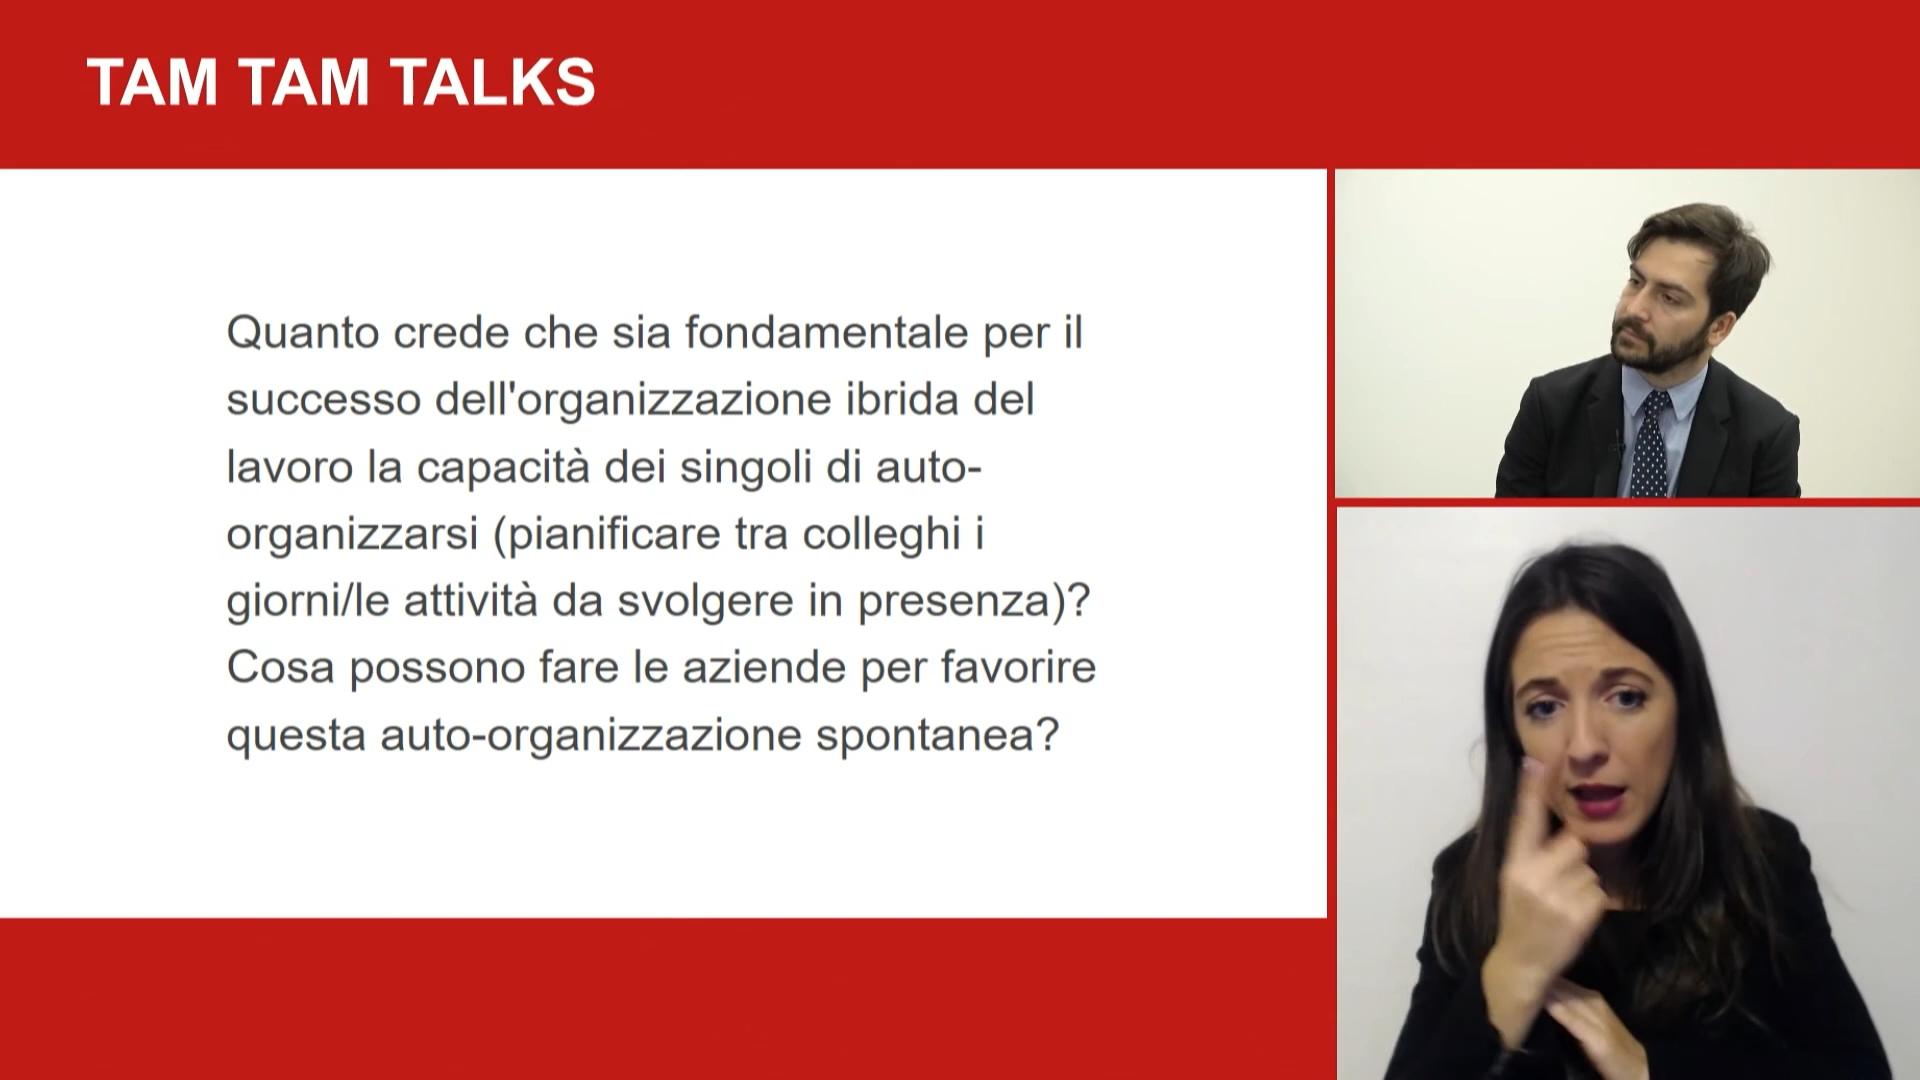 TAM TAM TALKS
Quanto crede che sia fondamentale per il
successo dell'organizzazione ibrida del
lavoro la capacità dei singoli di auto-
organizzarsi (pianificare tra colleghi i
giorni/le attività da svolgere in presenza)?
Cosa possono fare le aziende per favorire
questa auto-organizzazione spontanea?